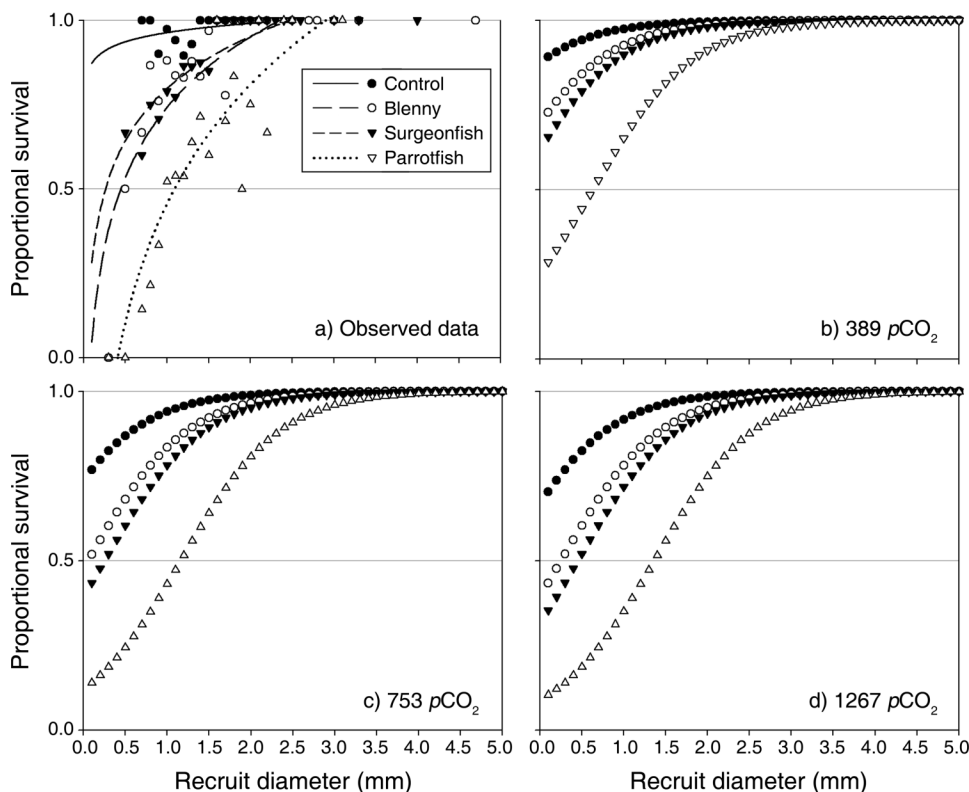 Proportional survival
1.0
0.5
0.0
Control
Blenny
Surgeonfish
Parrotfish
a) Observed data
b) 389 pCO₂
Proportional survival
1.0
0.5
0.0
c) 753 pCO₂
d) 1267 pCO₂
0.0 0.5 1.0 1.5 2.0 2.5 3.0 3.5 4.0 4.5 5.0
0.0 0.5 1.0 1.5 2.0 2.5 3.0 3.5 4.0 4.5 5.0
Recruit diameter (mm)
Recruit diameter (mm)